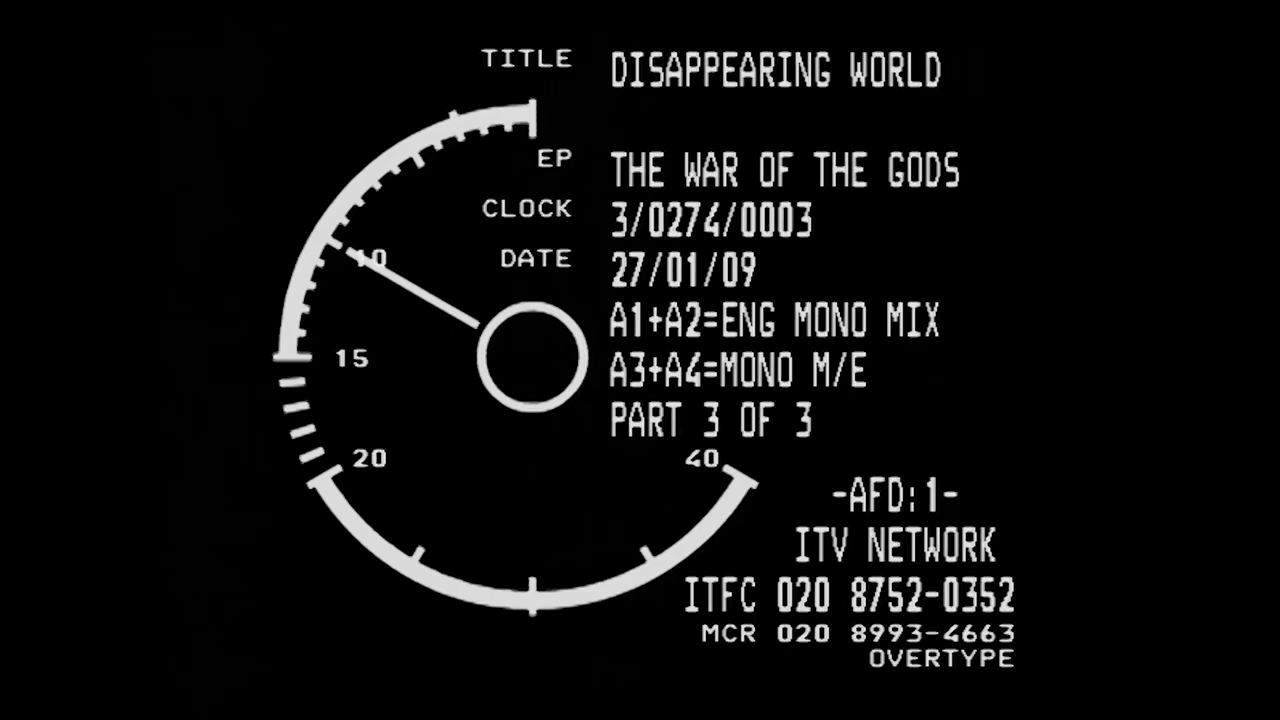 TITLE DISAPPEARING WORLD
EP THE WAR OF THE GODS
CLOCK 3/0274/0003
DATE 27/01/09
10
A1+A2=ENG MONO MIX
15 A3+A4=MONO M/E
PART 3 OF 3
20 40
-AFD:1-
ITV NETWORK
ITFC 020 8752-0352
MCR 020 8993-4663
OVERTYPE